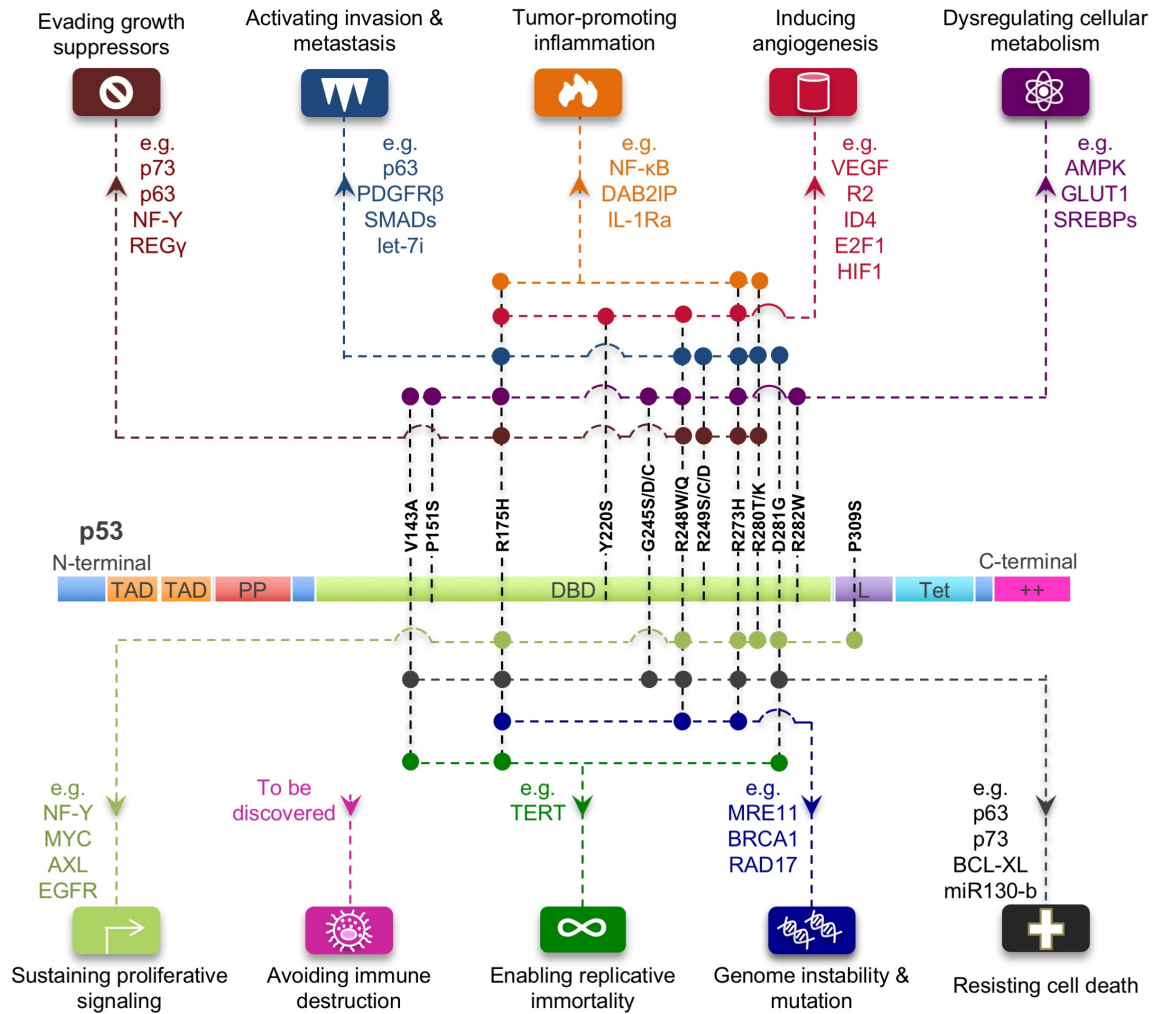 Evading growth
suppressors
Activating invasion &
metastasis
Tumor-promoting
inflammation
Inducing
angiogenesis
Dysregulating cellular
metabolism
e.g.
p73
p63
NF-Y
REGγ
e.g.
p63
PDGFRβ
SMADs
let-7i
e.g.
NF-κB
DAB2IP
IL-1Ra
e.g.
VEGF
R2
ID4
E2F1
HIF1
e.g.
AMPK
GLUT1
SREBPs
V143A
P151S
R175H
Y220S
G245S/D/C
R248W/Q
R249S/C/D
R273H
R280T/K
D281G
R282W
P309S
p53
N-terminal
C-terminal
TAD
TAD
PP
DBD
L
Tet
++
e.g.
NF-Y
MYC
AXL
EGFR
To be
discovered
e.g.
TERT
e.g.
MRE11
BRCA1
RAD17
e.g.
p63
p73
BCL-XL
miR130-b
Sustaining proliferative
signaling
Avoiding immune
destruction
Enabling replicative
immortality
Genome instability &
mutation
Resisting cell death